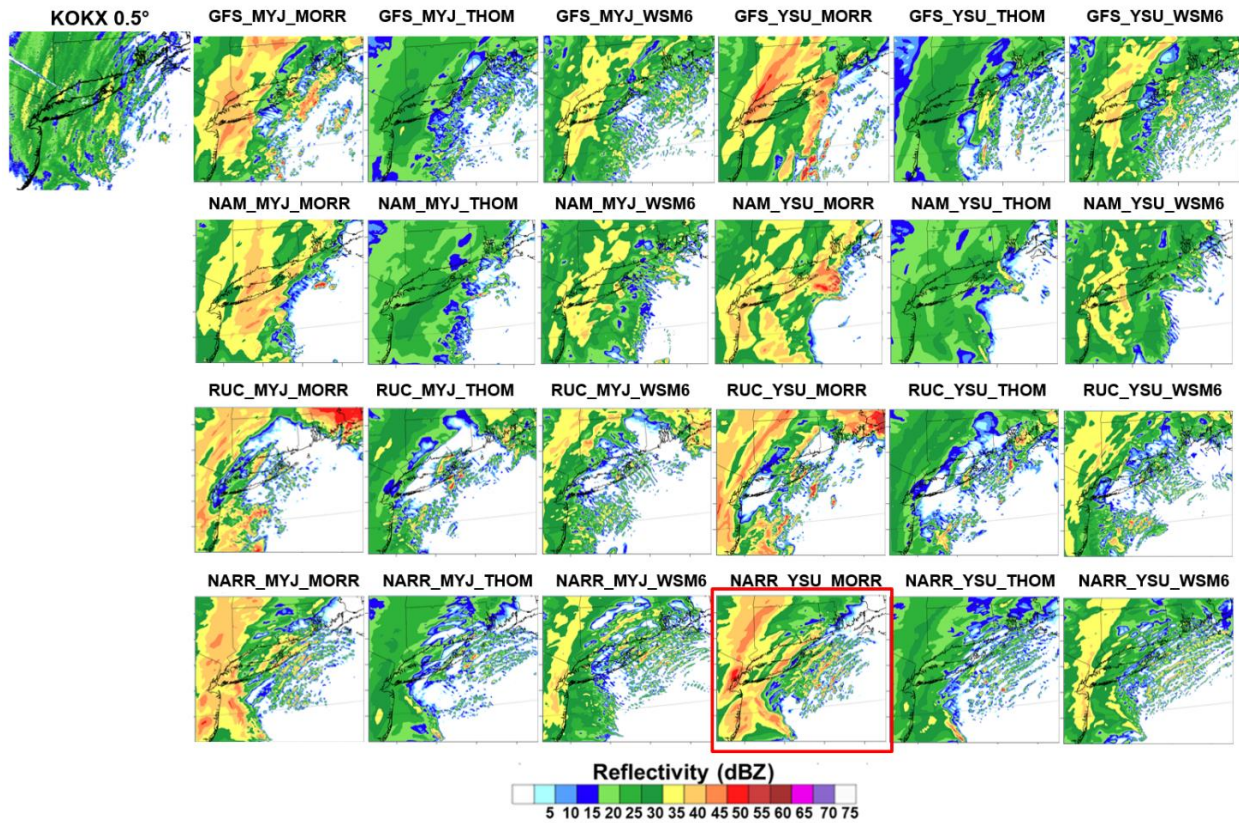 KOKX 0.5º GFS_MYJ_MORR GFS_MYJ_THOM GFS_MYJ_WSM6 GFS_YSU_MORR GFS_YSU_THOM GFS_YSU_WSM6
NAM_MYJ_MORR NAM_MYJ_THOM NAM_MYJ_WSM6 NAM_YSU_MORR NAM_YSU_THOM NAM_YSU_WSM6
RUC_MYJ_MORR RUC_MYJ_THOM RUC_MYJ_WSM6 RUC_YSU_MORR RUC_YSU_THOM RUC_YSU_WSM6
NARR_MYJ_MORR NARR_MYJ_THOM NARR_MYJ_WSM6 NARR_YSU_MORR NARR_YSU_THOM NARR_YSU_WSM6
Reflectivity (dBZ)
5 10 15 20 25 30 35 40 45 50 55 60 65 70 75